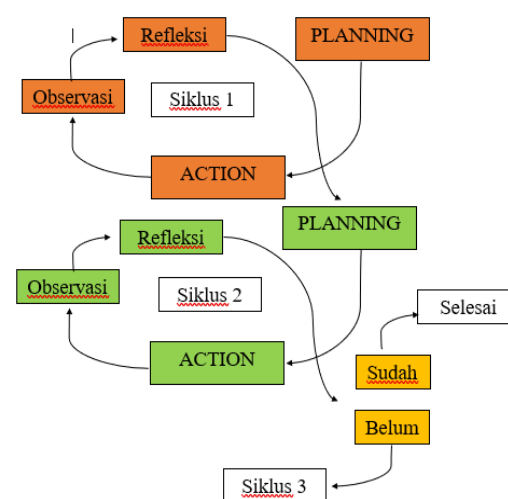 Refleksi
PLANNING
Observasi
Siklus 1
ACTION
PLANNING
Refleksi
Observasi
Siklus 2
Selesai
ACTION
Sudah
Belum
Siklus 3